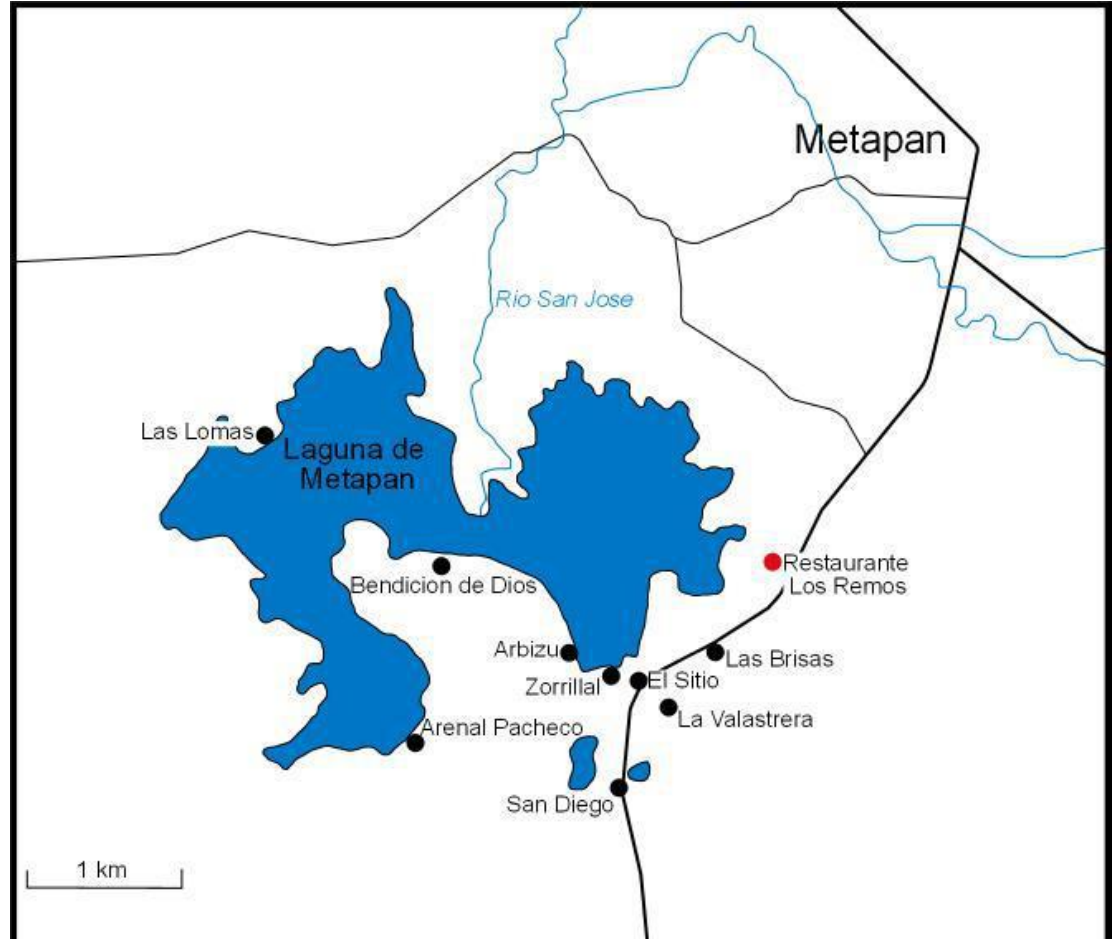 Metapan
Rio San Jose
Las Lomas
Laguna de
Metapan
Restaurante
Los Remos
Bendicion de Dios
Arbizu
Las Brisas
Zorrillal
El Sitio
La Valastrera
Arenal Pacheco
San Diego
1 km